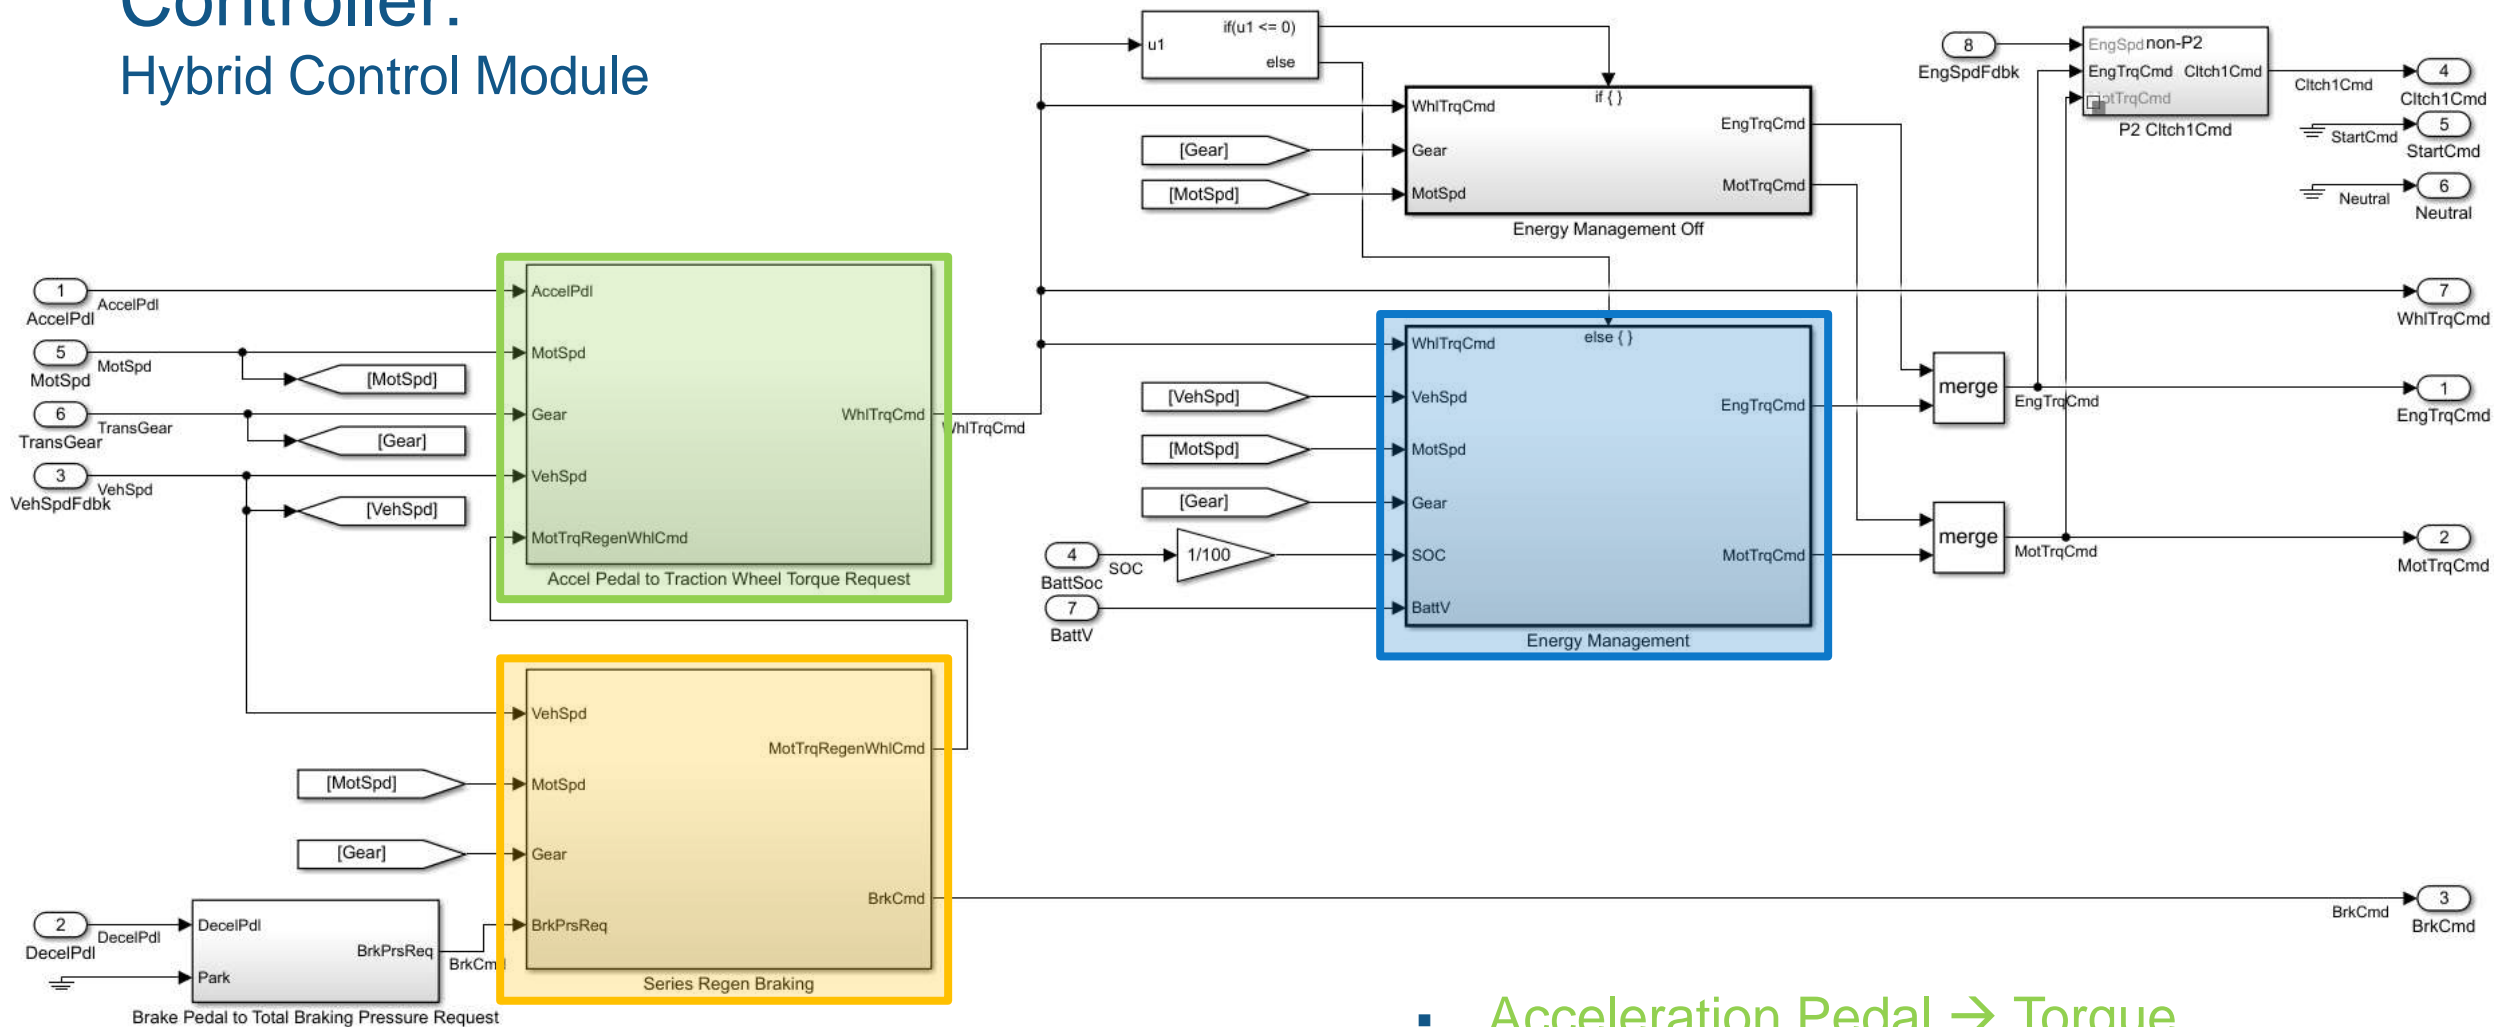 Controller:
Hybrid Control Module
if(u1 <= 0)
u1
else
8
EngSpdFdbk
EngSpd non-P2
EngTrqCmd Cltch1Cmd
P2 Cltch1Cmd
Cltch1Cmd
4
Cltch1Cmd
StartCmd
5
StartCmd
Neutral
6
Neutral
if { }
WhlTrqCmd
EngTrqCmd
[Gear]
Gear
[MotSpd]
MotSpd
MotTrqCmd
Energy Management Off
1
AccelPdl
AccelPdl
AccelPdl
5
MotSpd
MotSpd
[MotSpd]
MotSpd
6
TransGear
TransGear
[Gear]
Gear
WhlTrqCmd
WhlTrqCmd
3
VehSpd
VehSpdFdbk
[VehSpd]
VehSpd
MotTrqRegenWhlCmd
Accel Pedal to Traction Wheel Torque Request
7
WhlTrqCmd
else { }
WhlTrqCmd
[VehSpd]
VehSpd
EngTrqCmd
[MotSpd]
MotSpd
[Gear]
Gear
4
BattSoc
SOC
1/100
SOC
MotTrqCmd
7
BattV
BattV
Energy Management
merge
EngTrqCmd
1
EngTrqCmd
merge
MotTrqCmd
2
MotTrqCmd
VehSpd
MotTrqRegenWhlCmd
[MotSpd]
MotSpd
[Gear]
Gear
BrkCmd
BrkPrsReq
Series Regen Braking
2
DecelPdl
DecelPdl
DecelPdl
BrkPrsReq
BrkCm
Park
Brake Pedal to Total Braking Pressure Request
BrkCmd
3
BrkCmd
▪ Acceleration Pedal → Torque